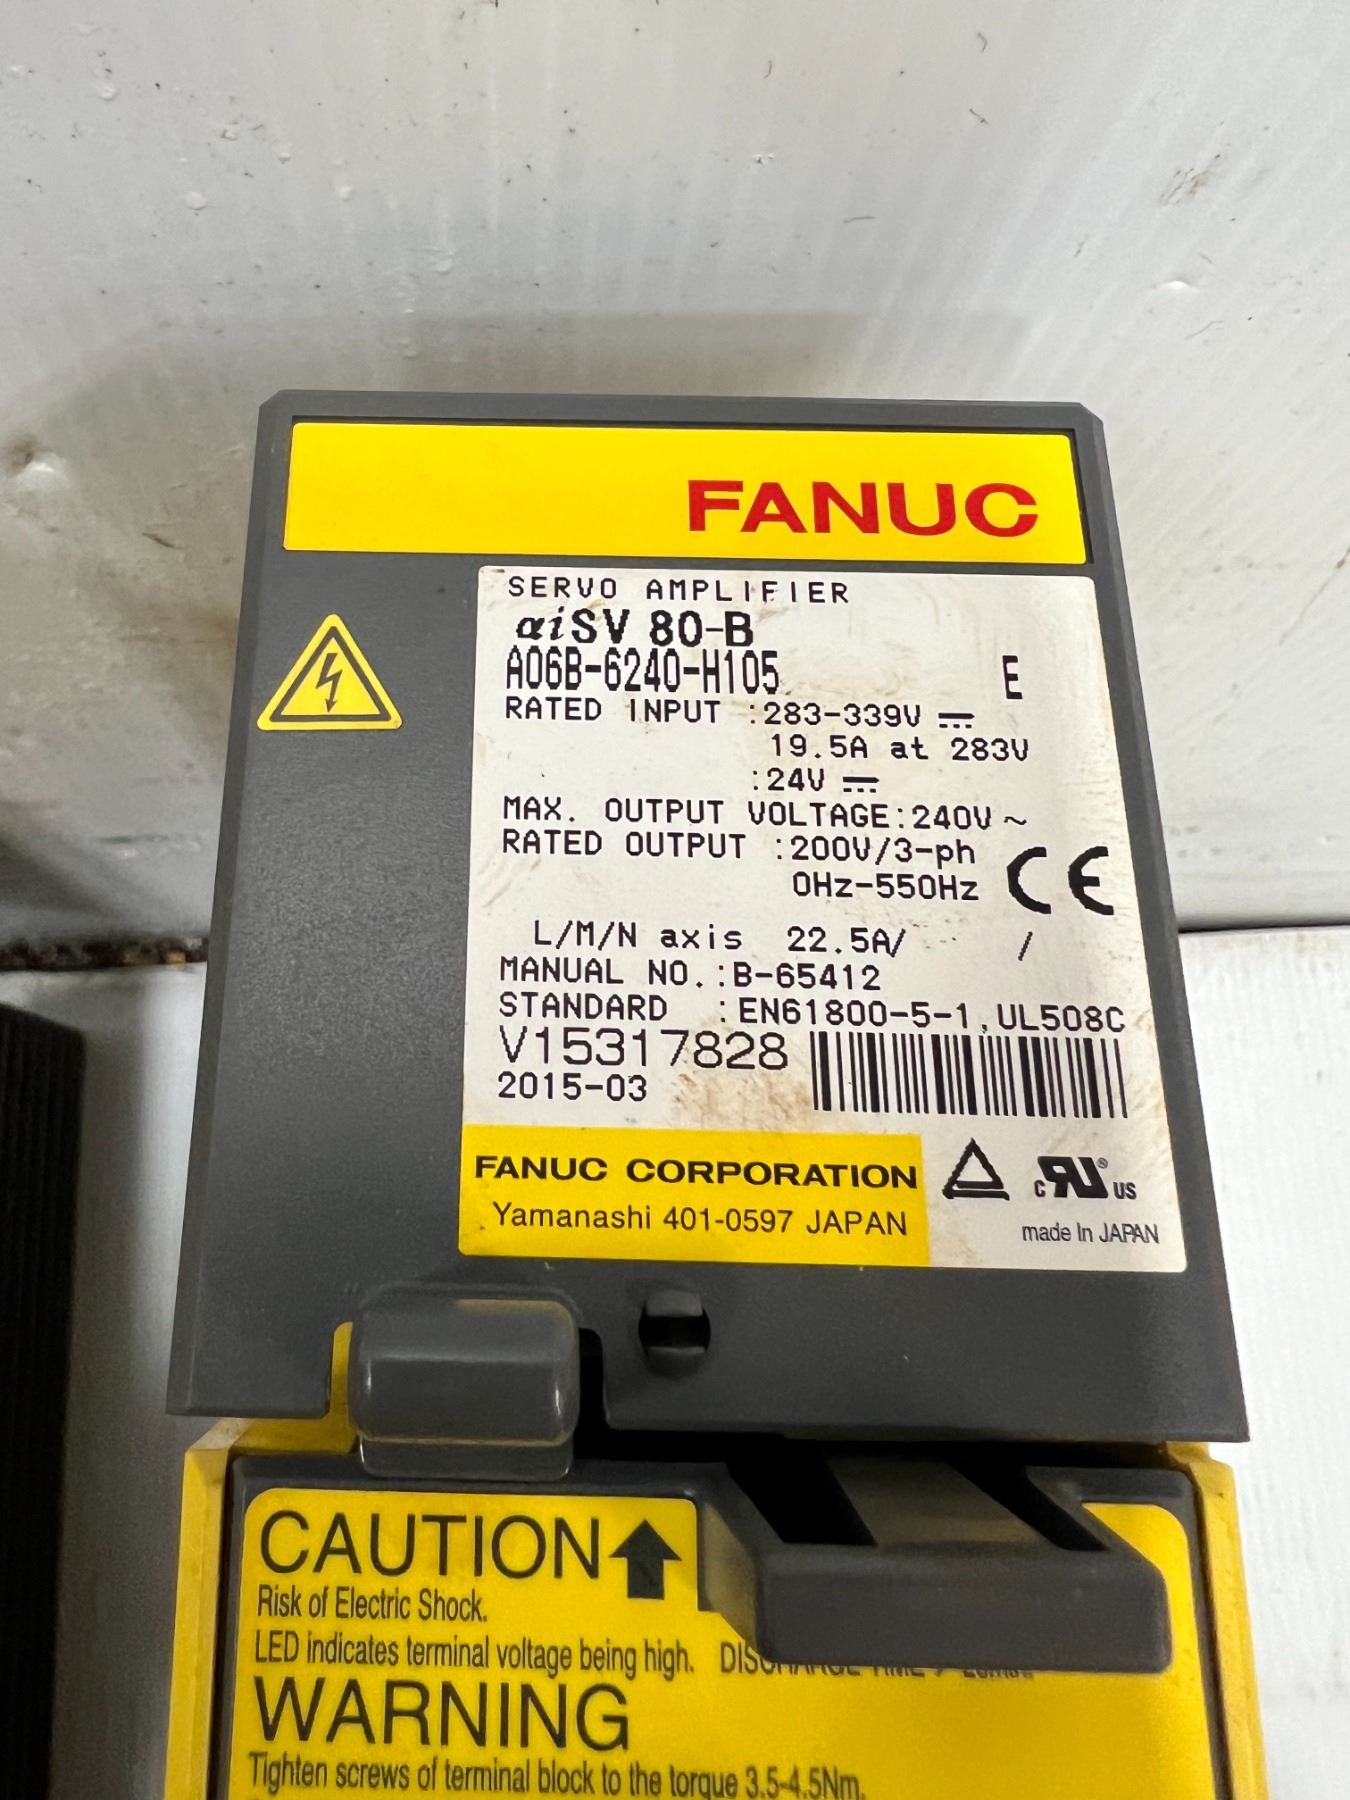 FANUC
SERVO AMPLIFIER
αiSV 80-B
A06B-6240-H105 E
RATED INPUT :283-339V
19.5A at 283V
:24V
MAX. OUTPUT VOLTAGE:240V~
RATED OUTPUT :200V/3-ph
0Hz-550Hz CE
L/M/N axis 22.5A/ /
MANUAL NO.:B-65412
STANDARD :EN61800-5-1,UL508C
V15317828
2015-03
FANUC CORPORATION
Yamanashi 401-0597 JAPAN
c RU ® US
made in JAPAN
CAUTION
Risk of Electric Shock.
LED indicates terminal voltage being high. DISCHARGE TIME >
WARNING
Tighten screws of terminal block to the torque 3.5-4.5Nm.